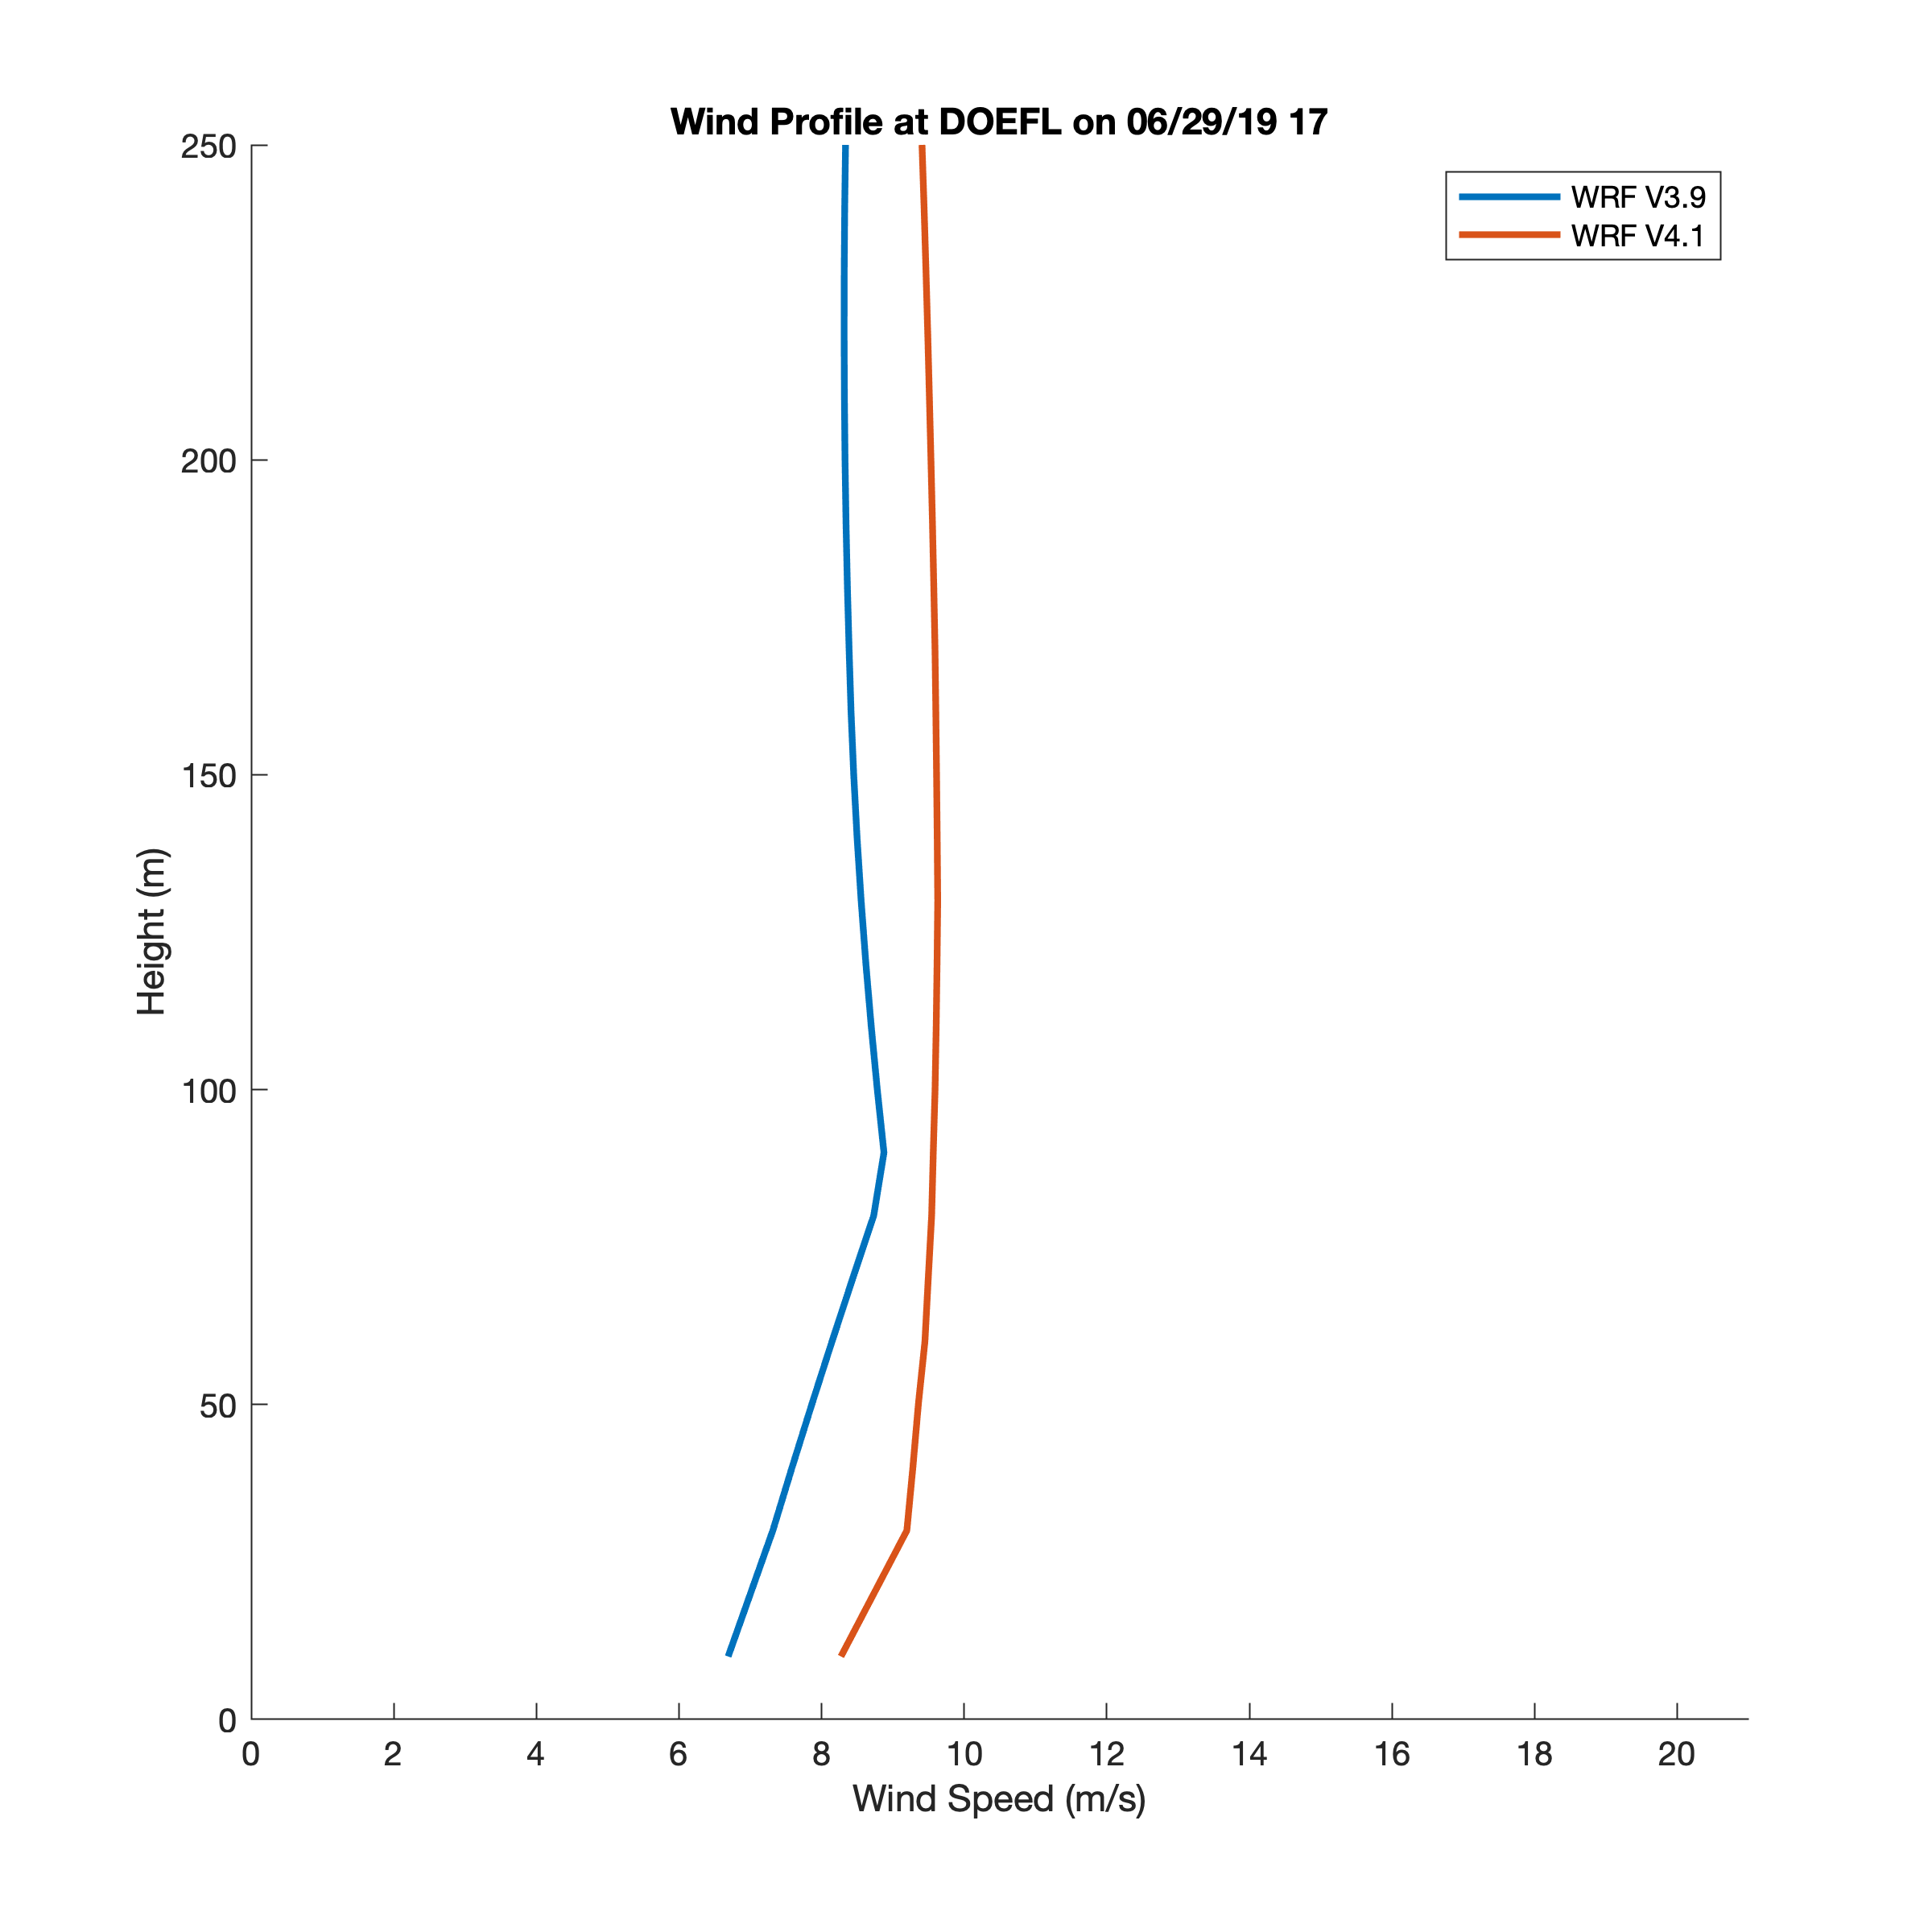 Wind Profile at DOEFL on 06/29/19 17
WRF V3.9
WRF V4.1
250
200
150
100
50
0
Height (m)
0 2 4 6 8 10 12 14 16 18 20
Wind Speed (m/s)